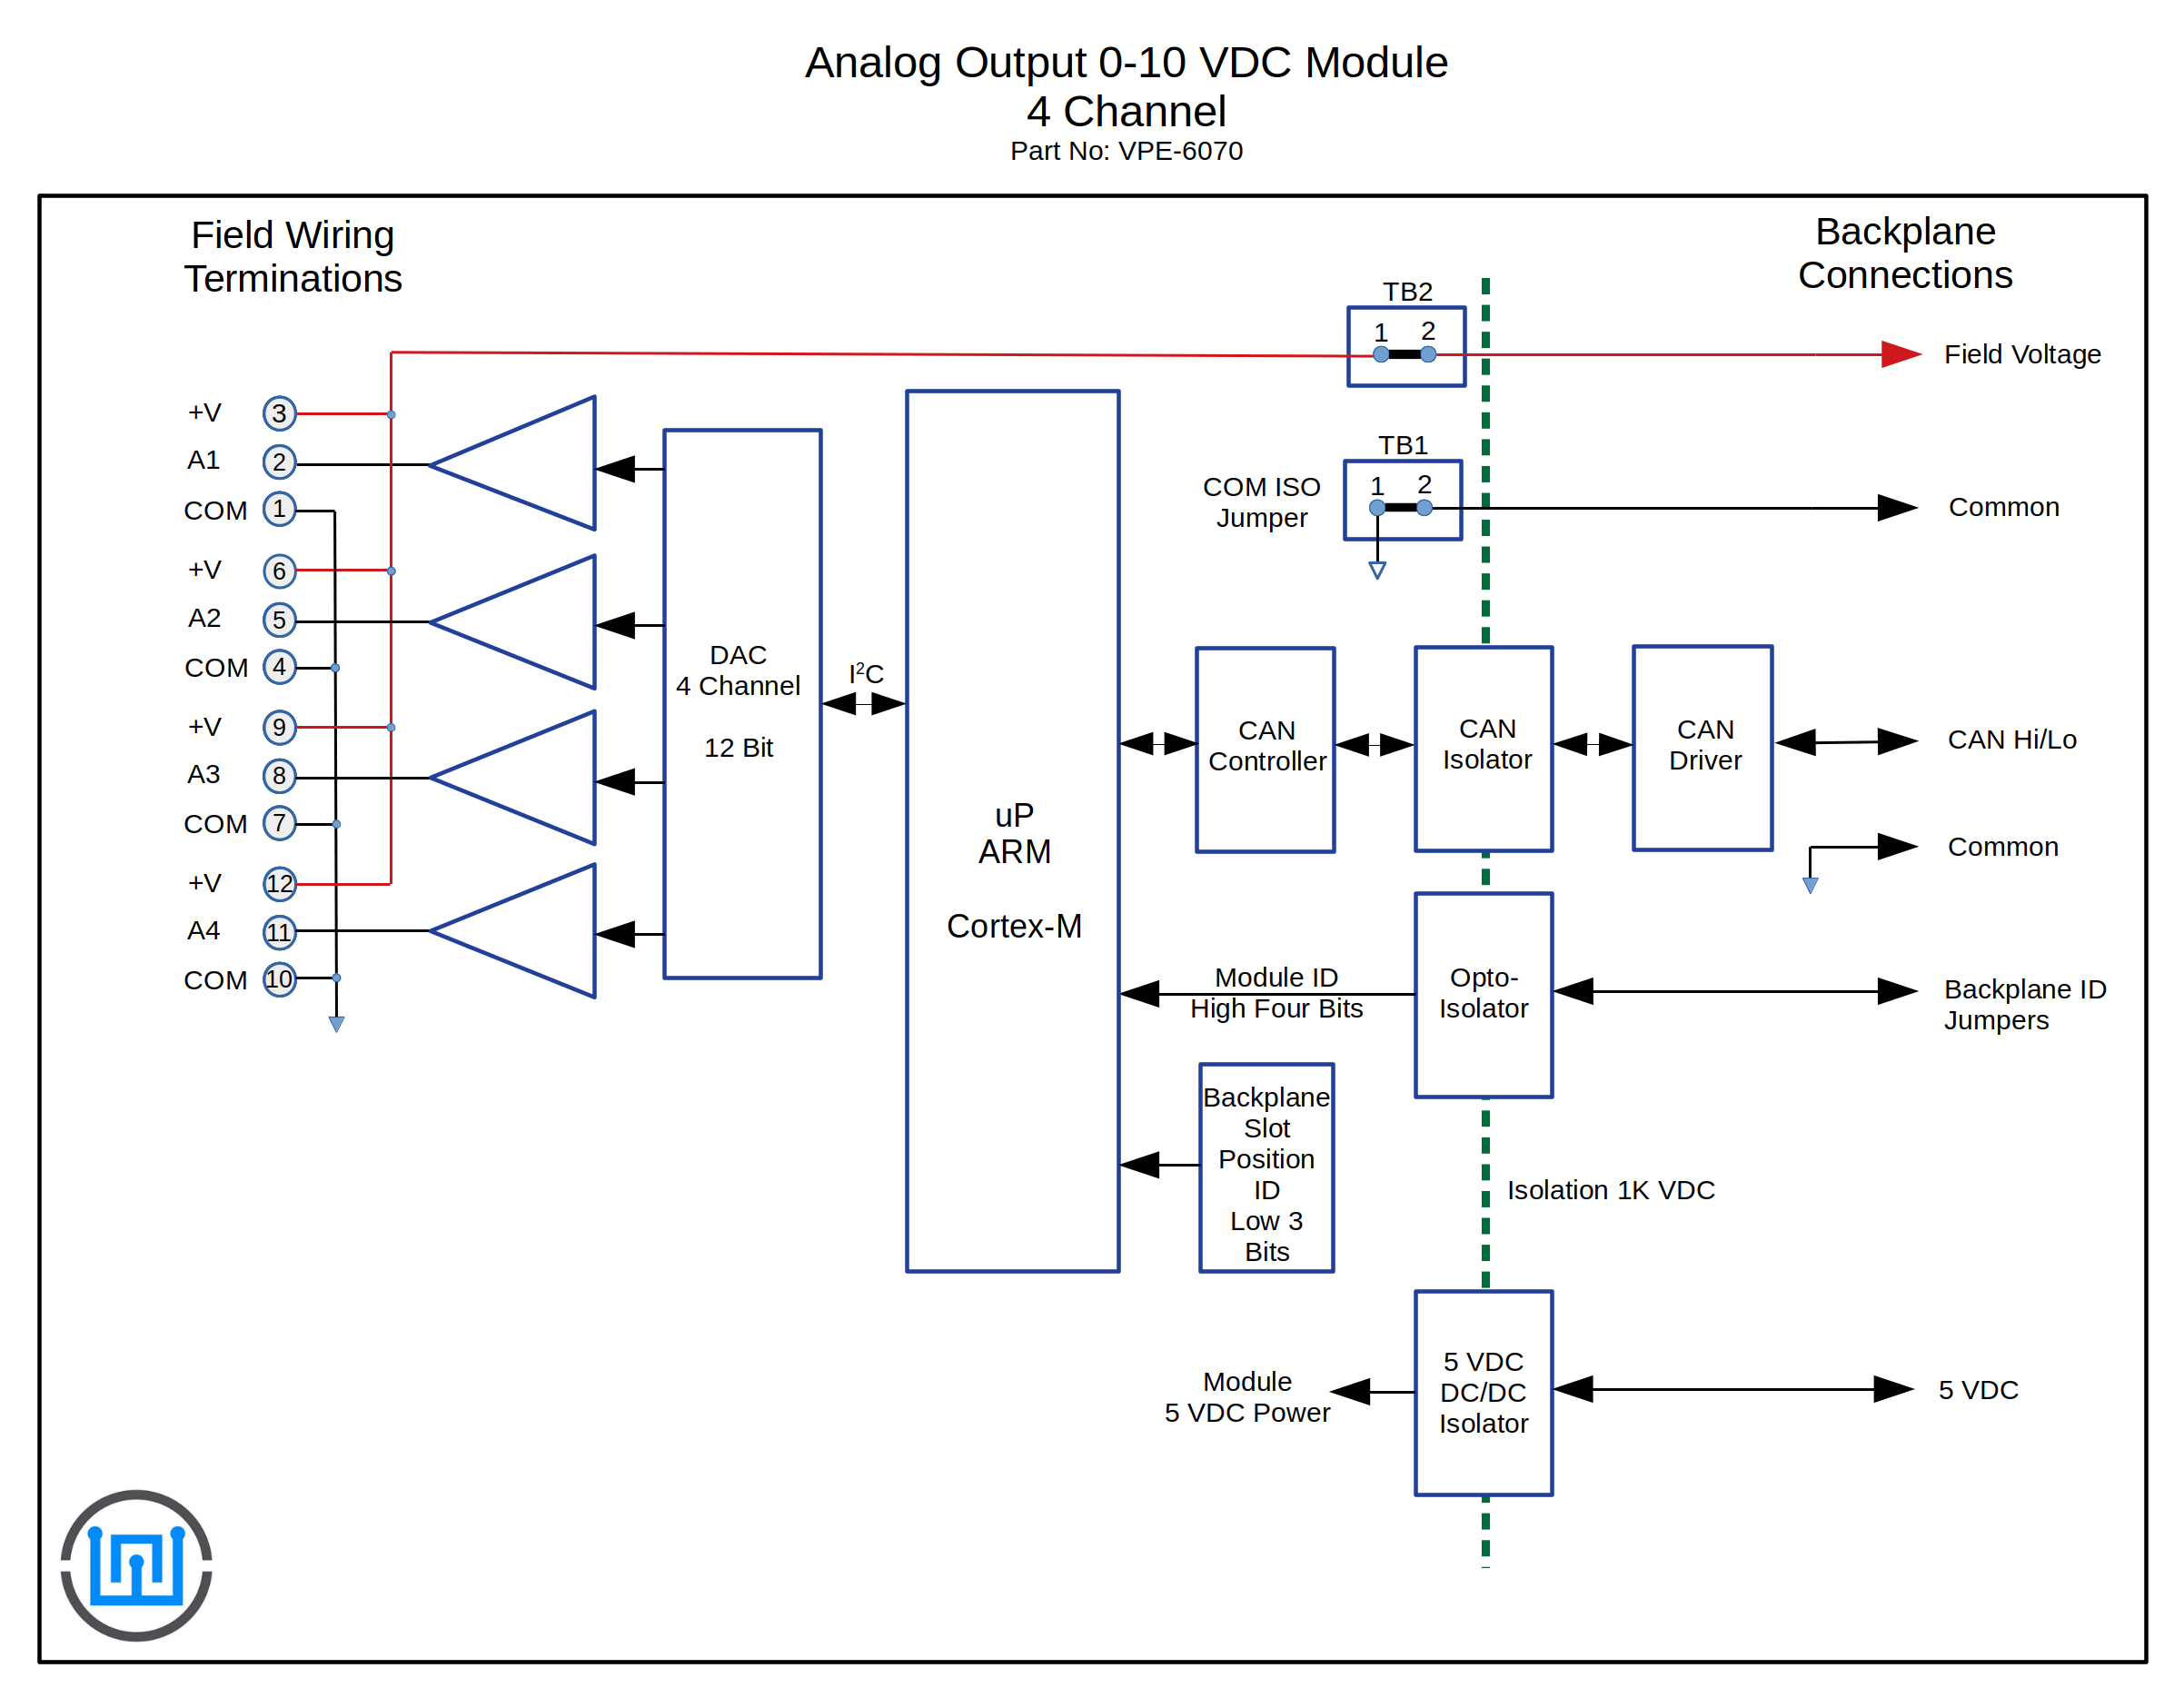 Analog Output 0-10 VDC Module
4 Channel
Part No: VPE-6070
Field Wiring
Terminations
Backplane
Connections
+V 3
A1 2
COM 1
+V 6
A2 5
COM 4
+V 9
A3 8
COM 7
+V 12
A4 11
COM 10
DAC
4 Channel
12 Bit
I²C
uP
ARM
Cortex-M
TB2
1 2
Field Voltage
TB1
1 2
COM ISO
Jumper
Common
CAN
Controller
CAN
Isolator
CAN
Driver
CAN Hi/Lo
Common
Module ID
High Four Bits
Opto-
Isolator
Backplane ID
Jumpers
Backplane
Slot
Position
ID
Low 3
Bits
Isolation 1K VDC
Module
5 VDC Power
5 VDC
DC/DC
Isolator
5 VDC